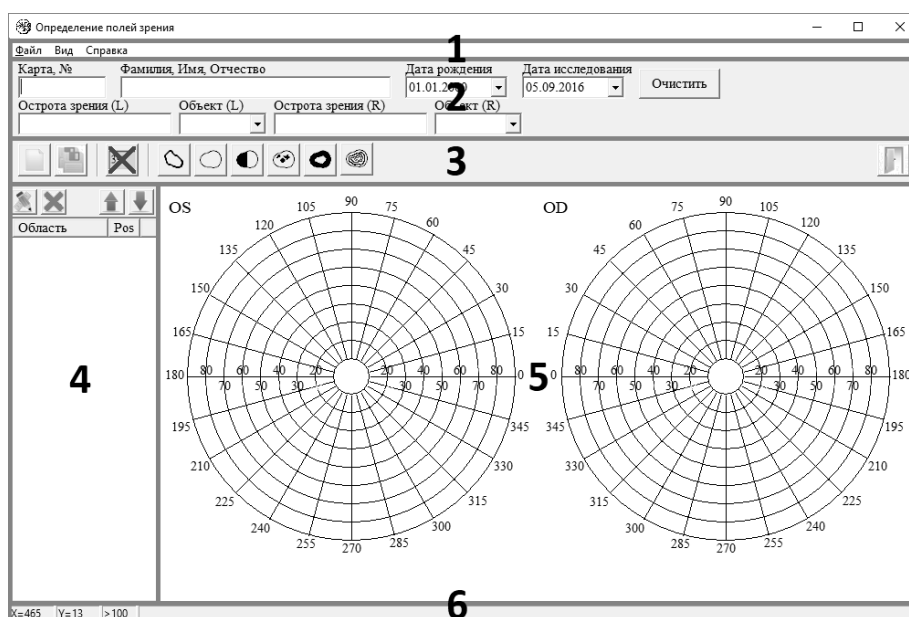 Определение полей зрения
Файл Вид Справка
1
Карта, № Фамилия, Имя, Отчество Дата рождения Дата исследования
05.09.2016 Очистить
2
Острота зрения (L) Объект (L) Острота зрения (R) Объект (R)
3
Область Pos
4
OS
90
105 75
120 60
135 45
150 30
165 15
180 80 70 60 50 40 30 20 20 30 40 50 60 70 80 0
195 345
210 330
225 315
240 300
255 285
270
5
OD
90
75 105
60 120
45 135
30 150
15 165
0 80 70 60 50 40 30 20 20 30 40 50 60 70 80 180
345 195
330 210
315 225
300 240
285 255
270
6
X=465 Y=13 >100